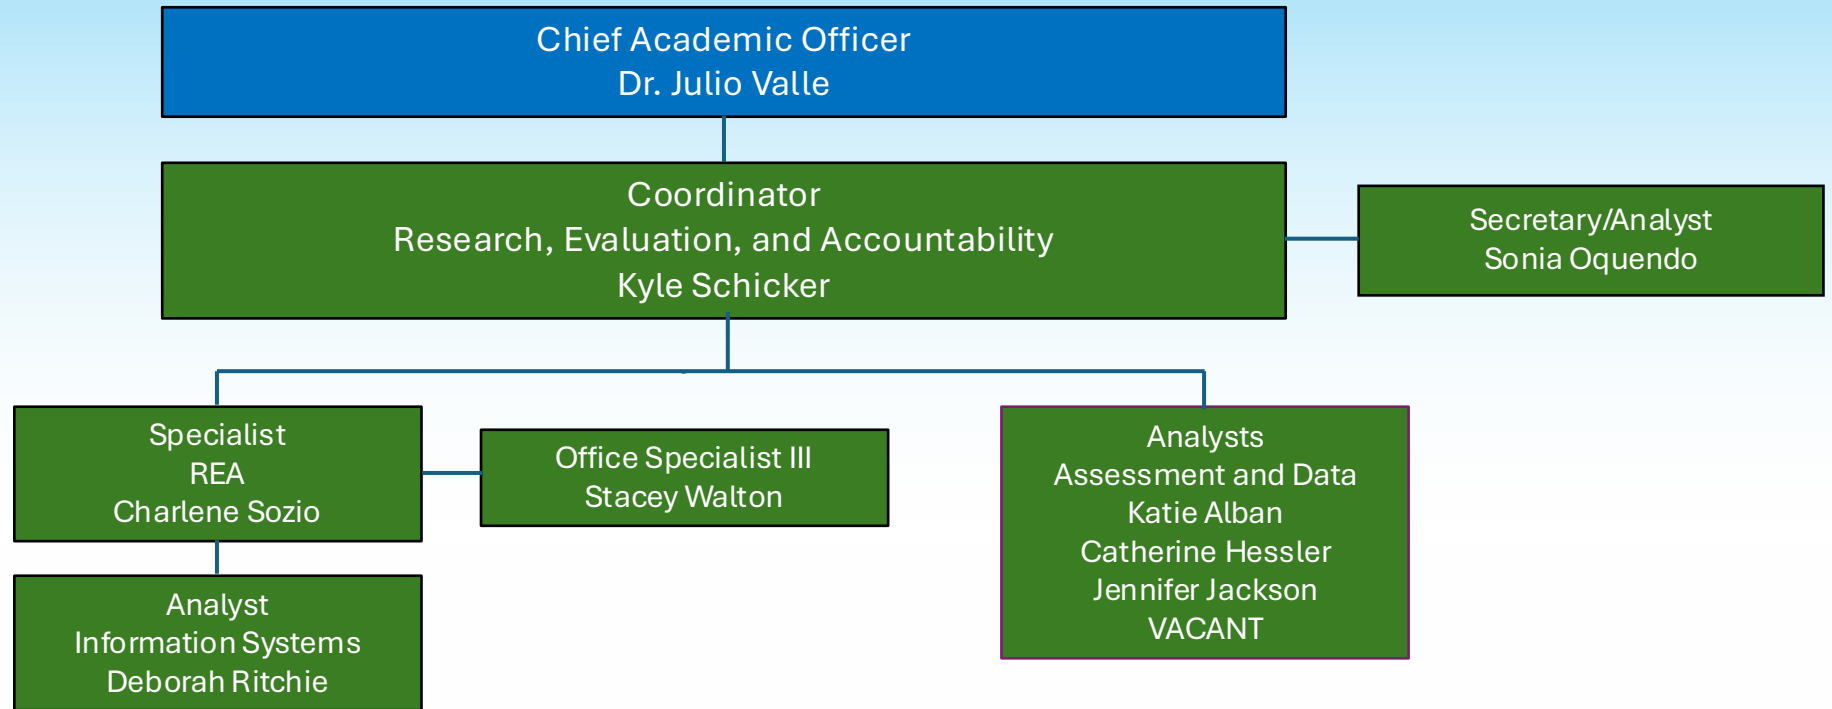 Chief Academic Officer
Dr. Julio Valle
Coordinator
Research, Evaluation, and Accountability
Kyle Schicker
Secretary/Analyst
Sonia Oquendo
Specialist
REA
Charlene Sozio
Office Specialist III
Stacey Walton
Analysts
Assessment and Data
Katie Alban
Catherine Hessler
Jennifer Jackson
VACANT
Analyst
Information Systems
Deborah Ritchie